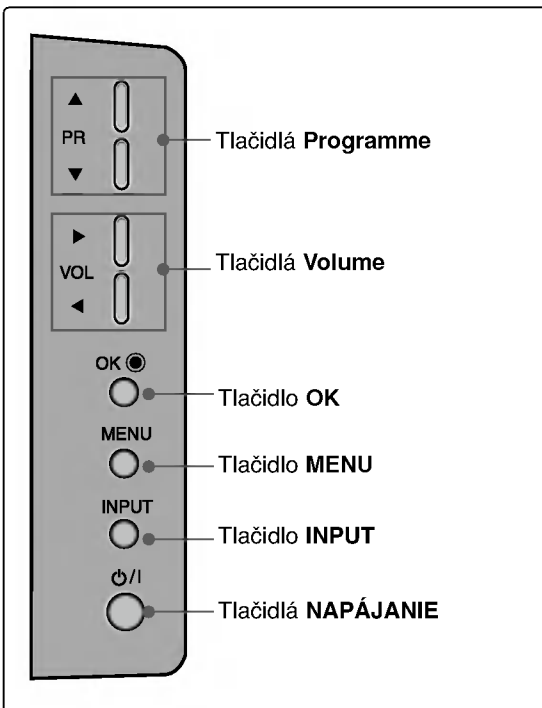 ▲
PR
▼
Tlačidlá Programme
►
VOL
◄
Tlačidlá Volume
OK ◉
Tlačidlo OK
MENU
Tlačidlo MENU
INPUT
Tlačidlo INPUT
⏻/I
Tlačidlá NAPÁJANIE